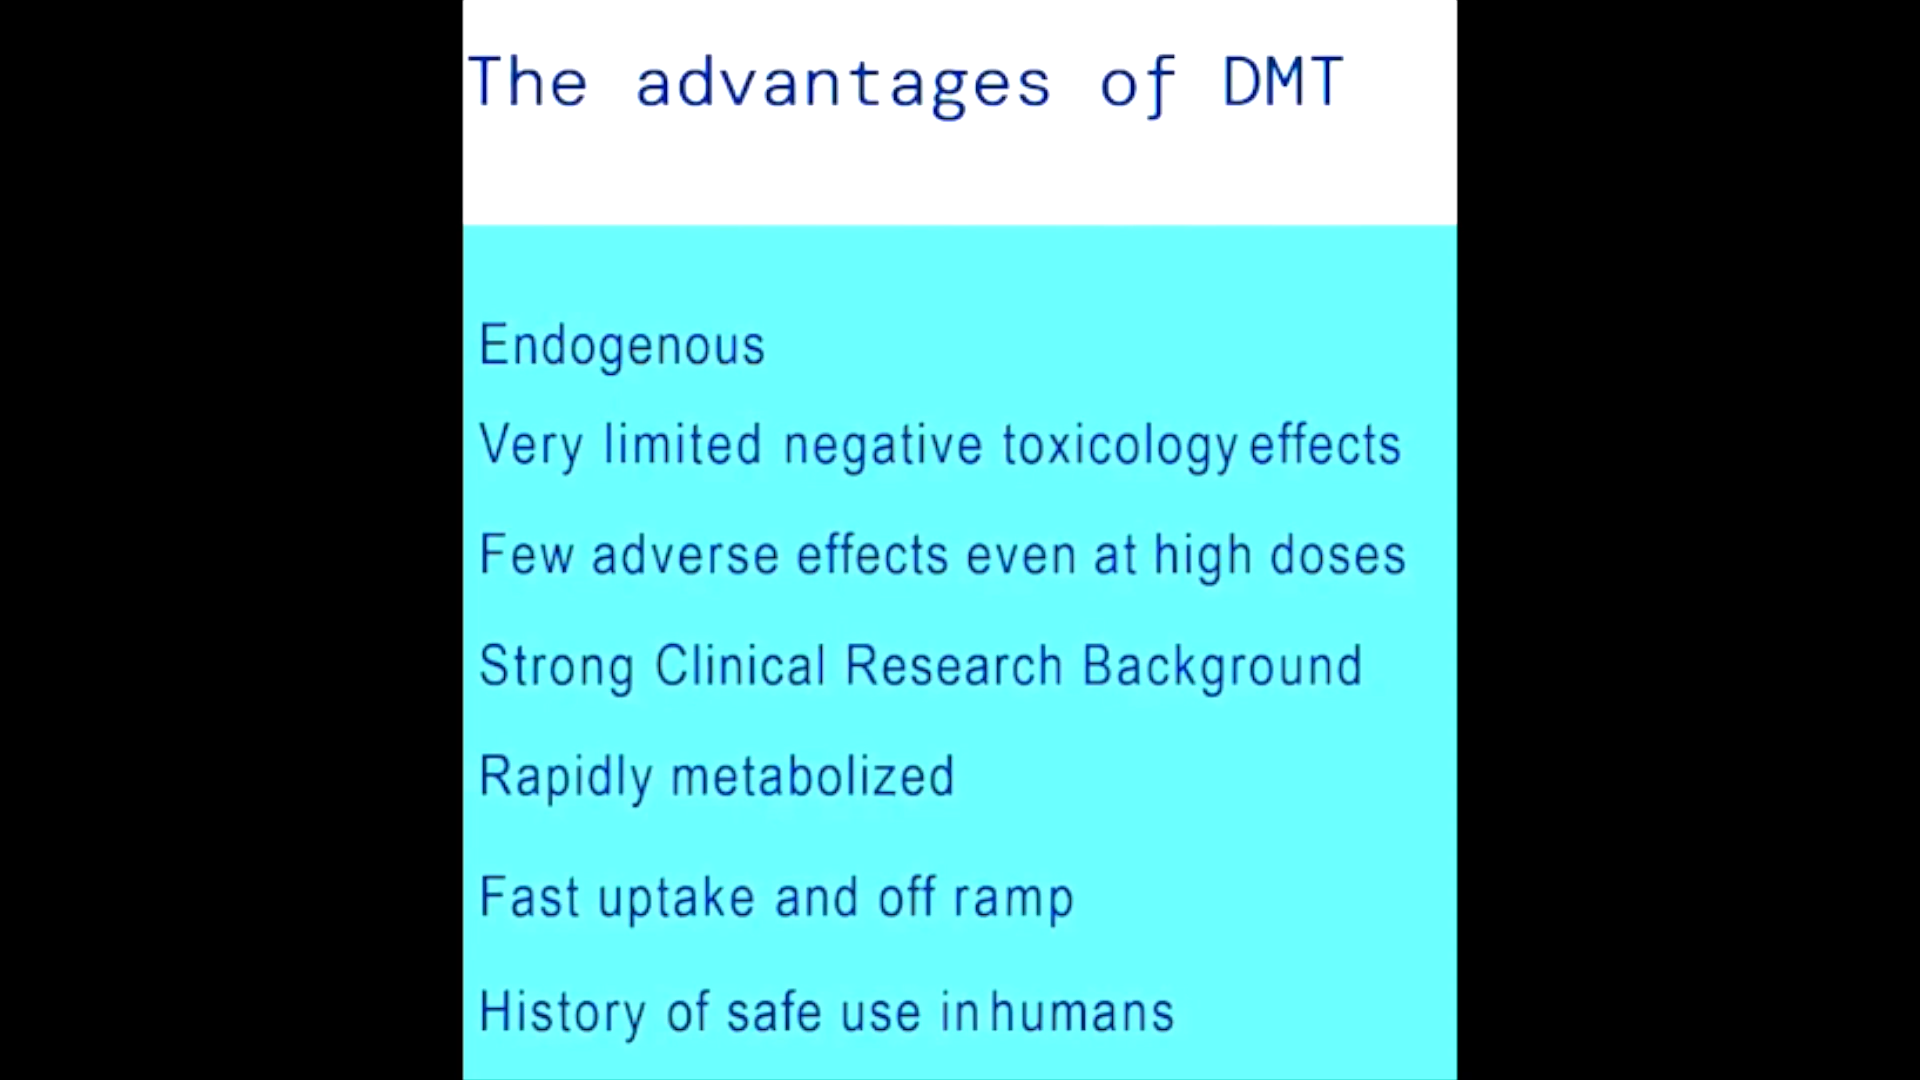 The advantages of DMT
Endogenous
Very limited negative toxicology effects
Few adverse effects even at high doses
Strong Clinical Research Background
Rapidly metabolized
Fast uptake and off ramp
History of safe use in humans